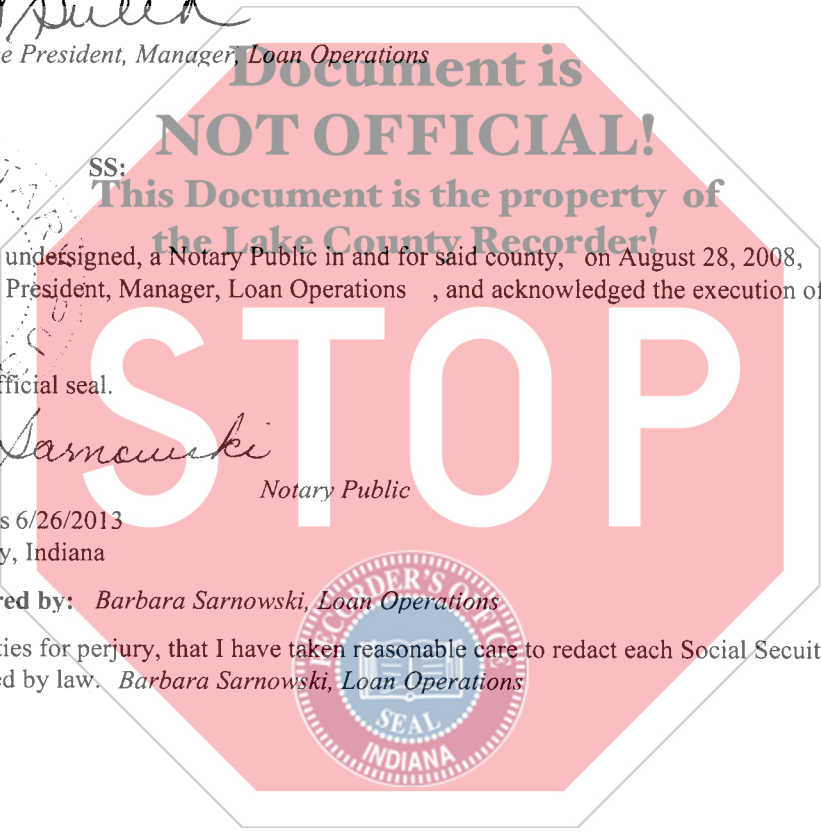 e President, Manager, Loan Operations
Document is
NOT OFFICIAL!
SS:
This Document is the property of
the Lake County Recorder!
undersigned, a Notary Public in and for said county, on August 28, 2008,
President, Manager, Loan Operations , and acknowledged the execution of
STOP
fficial seal.
Sarnowski
Notary Public
s 6/26/2013
y, Indiana
red by: Barbara Sarnowski, Loan Operations
ties for perjury, that I have taken reasonable care to redact each Social Secuit
ed by law. Barbara Sarnowski, Loan Operations
RECORDER'S OFFICE
SEAL
INDIANA